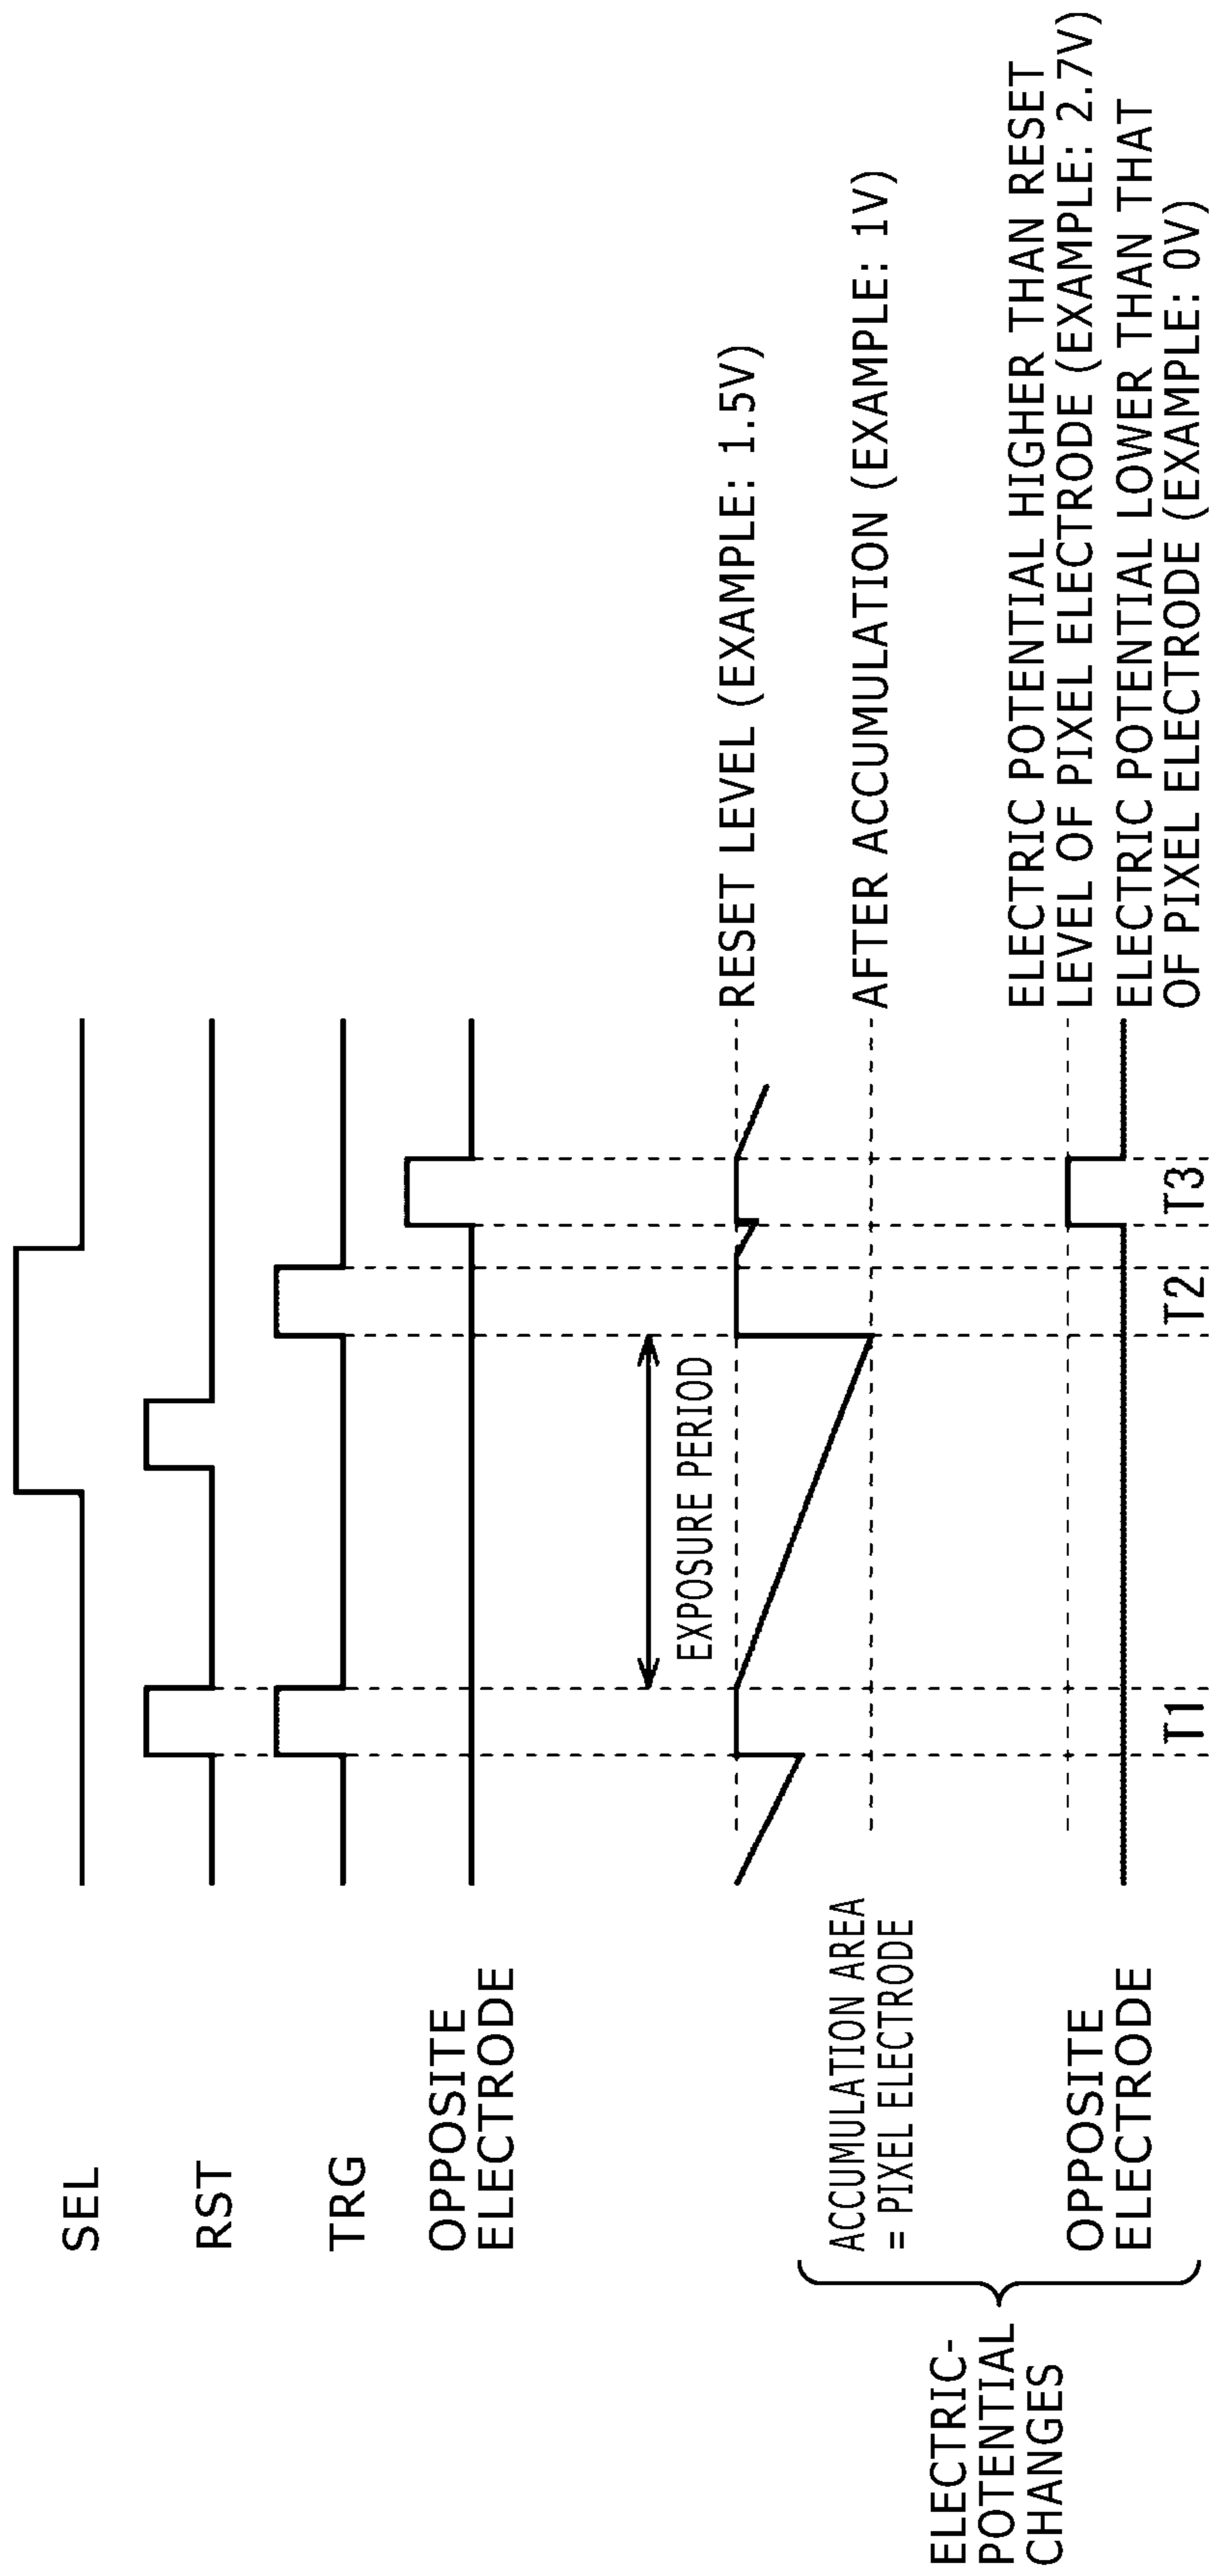 SEL
RST
TRG
OPPOSITE
ELECTRODE
EXPOSURE PERIOD
RESET LEVEL (EXAMPLE: 1.5V)
ELECTRIC-
POTENTIAL
CHANGES
ACCUMULATION AREA
= PIXEL ELECTRODE
AFTER ACCUMULATION (EXAMPLE: 1V)
OPPOSITE
ELECTRODE
ELECTRIC POTENTIAL HIGHER THAN RESET
LEVEL OF PIXEL ELECTRODE (EXAMPLE: 2.7V)
ELECTRIC POTENTIAL LOWER THAN THAT
OF PIXEL ELECTRODE (EXAMPLE: 0V)
T1
T2
T3